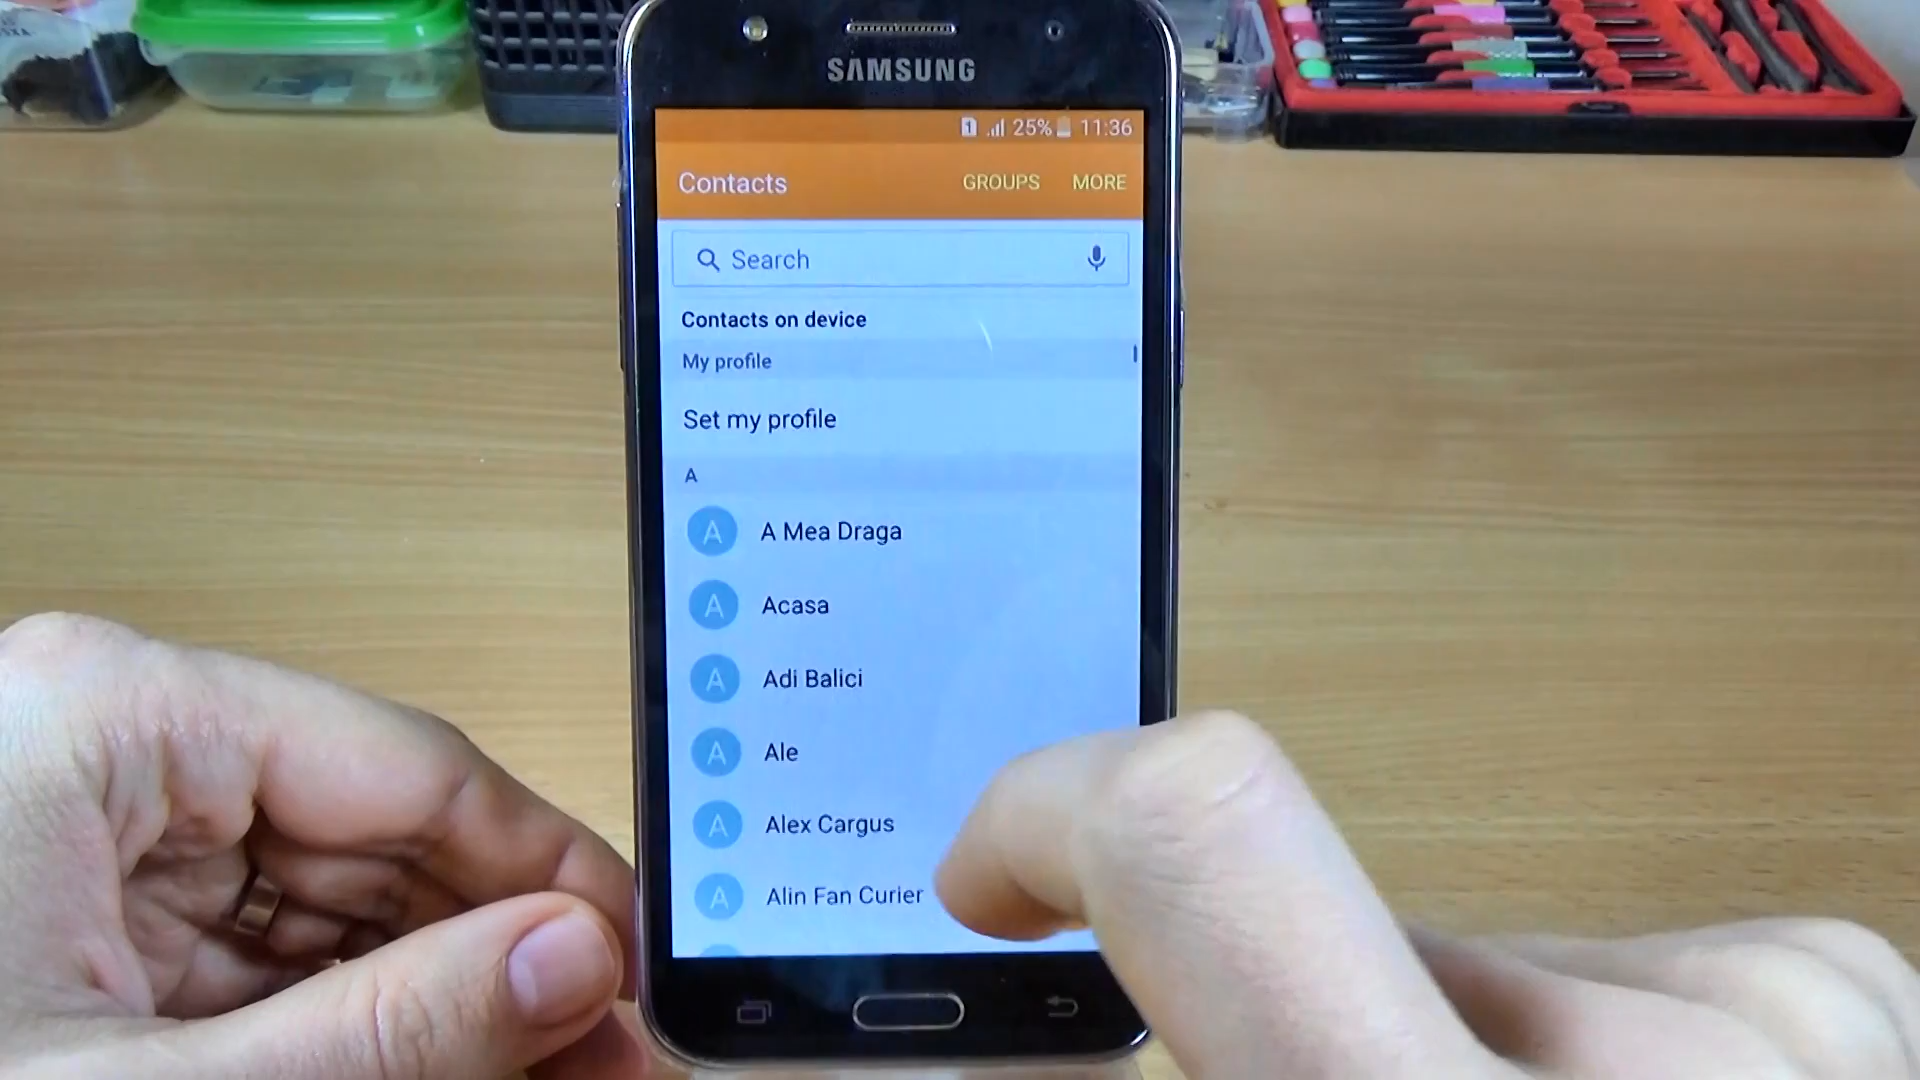 SAMSUNG
1 25% 11:36
Contacts GROUPS MORE
Search
Contacts on device
My profile
Set my profile
A
A A Mea Draga
A Acasa
A Adi Balici
A Ale
A Alex Cargus
A Alin Fan Curier